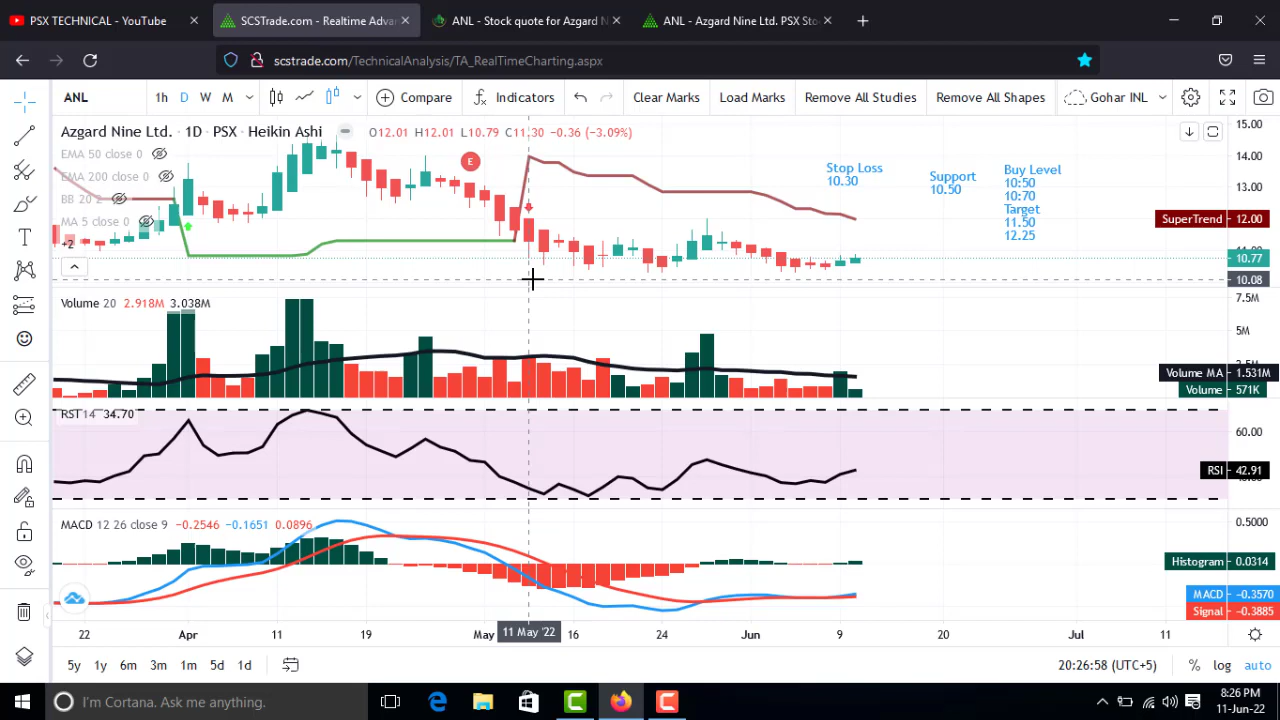 PSX TECHNICAL - YouTube
SCSTrade.com - Realtime Advan
ANL - Stock quote for Azgard N
ANL - Azgard Nine Ltd. PSX Sto
scstrade.com/TechnicalAnalysis/TA_RealTimeCharting.aspx
ANL 1h D W M Compare Indicators Clear Marks Load Marks Remove All Studies Remove All Shapes Gohar INL
Azgard Nine Ltd. · 1D · PSX · Heikin Ashi O12.01 H12.01 L10.79 C11.30 −0.36 (−3.09%)
EMA 50 close 0
EMA 200 close 0
BB 20 2
MA 5 close 0
+2
E
Stop Loss
10.30
Support
10.50
Buy Level
10:50
10:70
Target
11.50
12.25
15.00
14.00
13.00
SuperTrend 12.00
11.00
10.77
10.08
Volume 20 2.918M 3.038M
7.5M
5M
Volume MA 1.531M
Volume 571K
RSI 14 34.70
60.00
RSI 42.91
MACD 12 26 close 9 −0.2546 −0.1651 0.0896
0.5000
Histogram 0.0314
MACD −0.3570
Signal −0.3885
22 Apr 11 19 May 11 May '22 16 24 Jun 9 20 Jul 11
5y 1y 6m 3m 1m 5d 1d
20:26:58 (UTC+5) % log auto
I'm Cortana. Ask me anything.
8:26 PM
11-Jun-22